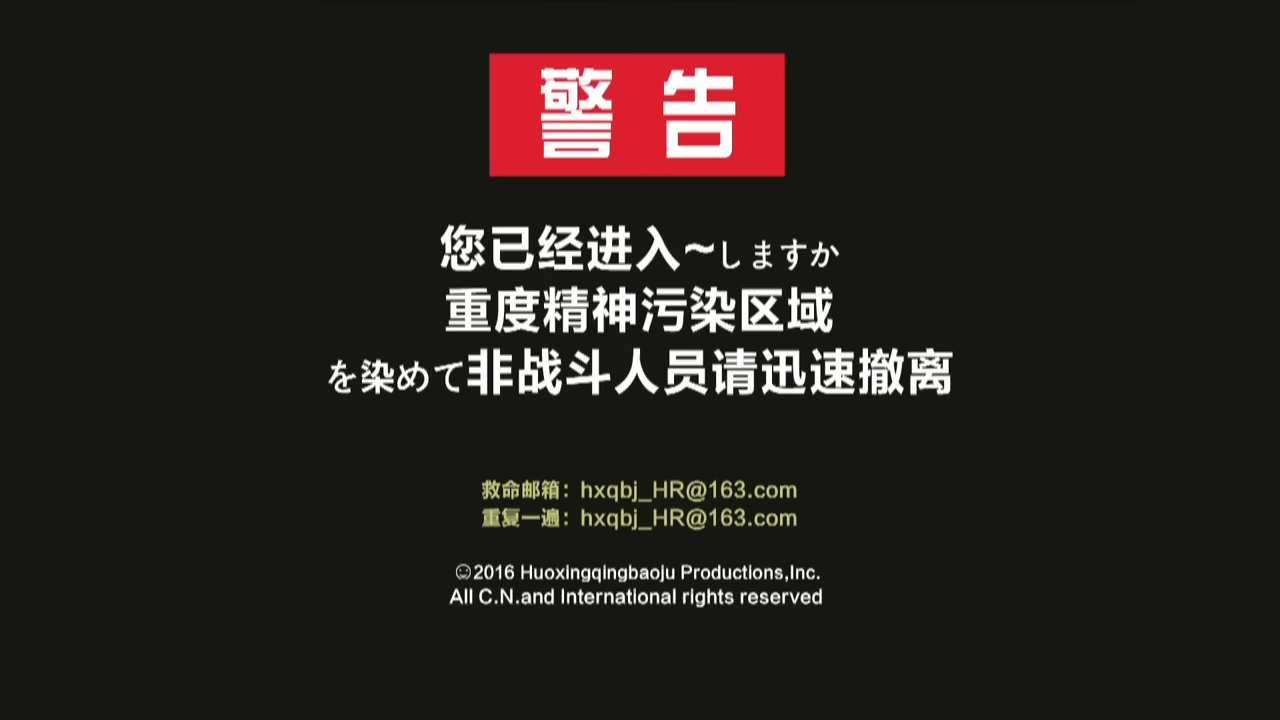 警告
您已经进入~しますか
重度精神污染区域
を染めて非战斗人员请迅速撤离
救命邮箱：hxqbj_HR@163.com
重复一遍：hxqbj_HR@163.com
☺2016 Huoxingqingbaoju Productions,Inc.
All C.N.and International rights reserved